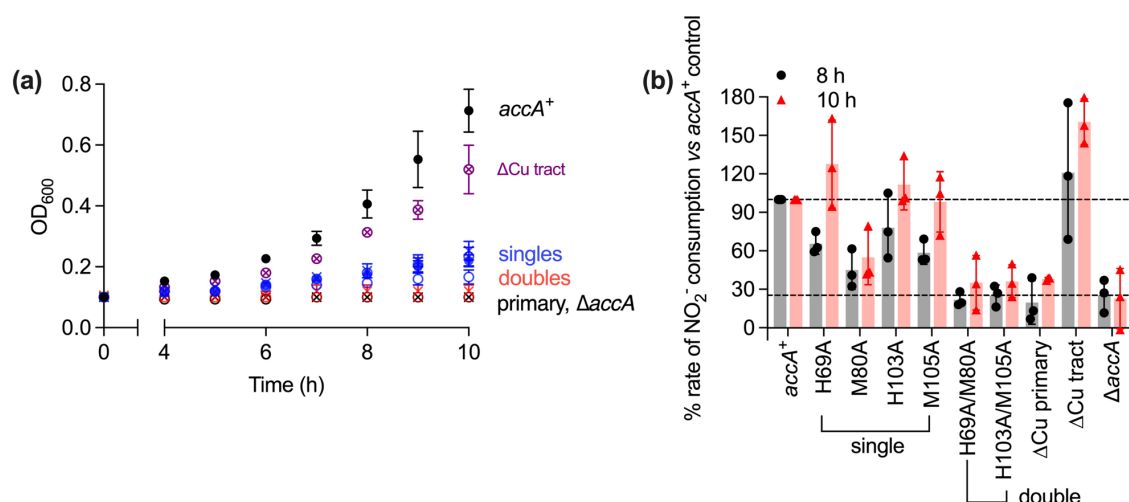 (a)
0.8
0.6
0.4
0.2
0.0
OD600
0
4
6
8
10
Time (h)
accA+
ΔCu tract
singles
doubles
primary, ΔaccA
(b)
8 h
10 h
% rate of NO2- consumption vs accA+ control
180
150
120
90
60
30
0
accA+
H69A
M80A
H103A
M105A
H69A/M80A
H103A/M105A
ΔCu primary
ΔCu tract
ΔaccA
single
double